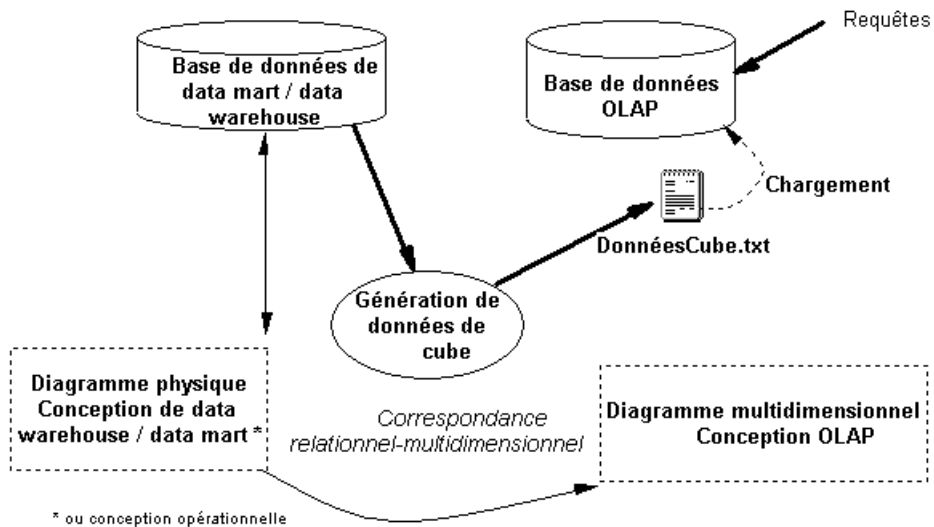 Requêtes
Base de données de
data mart / data
warehouse
Base de données
OLAP
Chargement
DonnéesCube.txt
Génération de
données de
cube
Diagramme physique
Conception de data
warehouse / data mart *
Correspondance
relationnel-multidimensionnel
Diagramme multidimensionnel
Conception OLAP
* ou conception opérationnelle